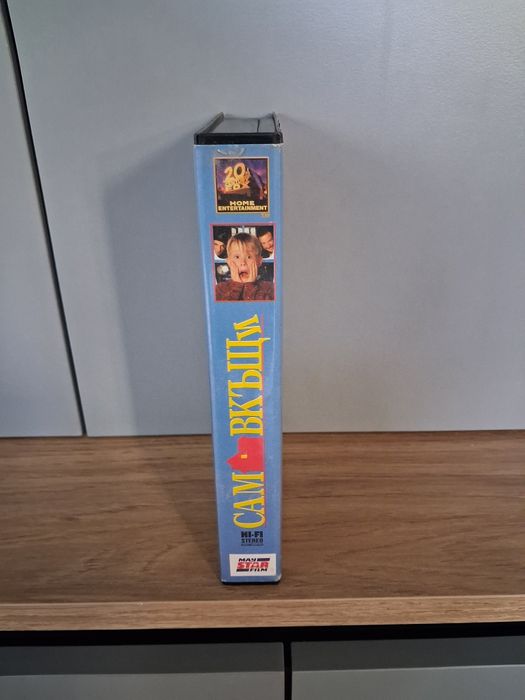 20th
CENTURY
FOX
HOME
ENTERTAINMENT
САМ ВКЪЩИ
HI-FI
STEREO
MAY
STAR
FILM